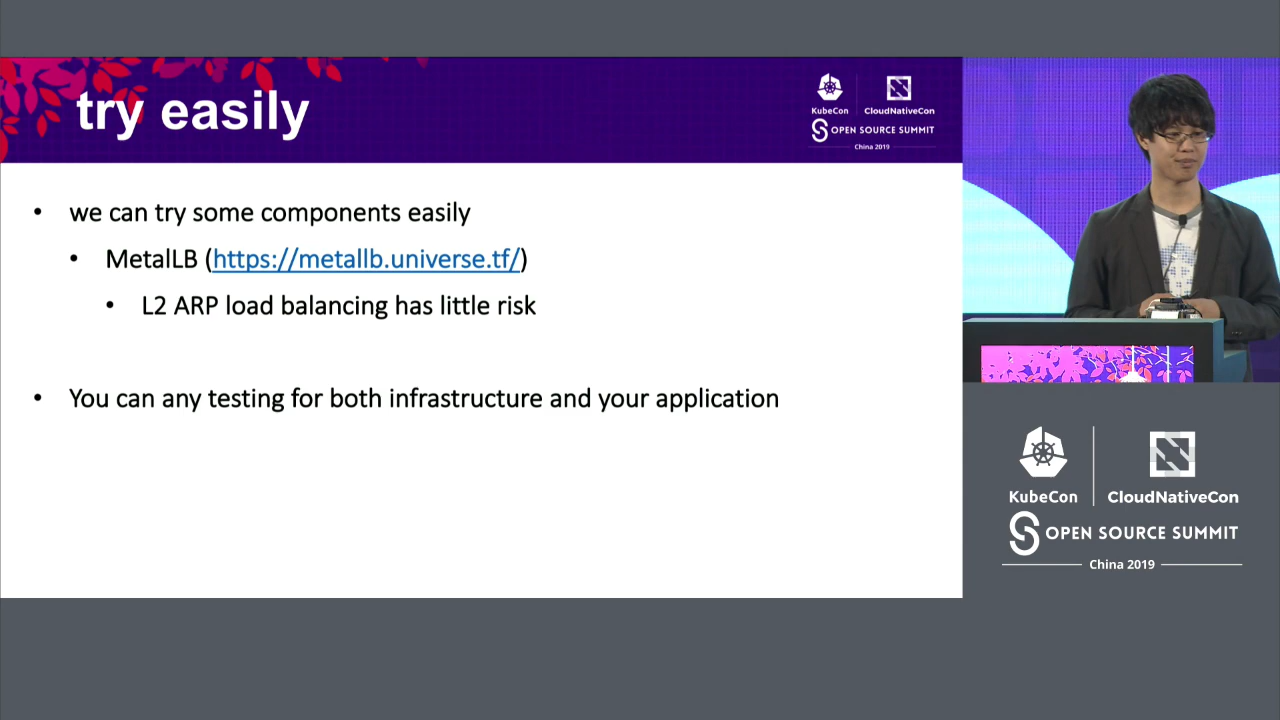 try easily
KubeCon
CloudNativeCon
OPEN SOURCE SUMMIT
China 2019
• we can try some components easily
• MetalLB (https://metallb.universe.tf/)
• L2 ARP load balancing has little risk
• You can any testing for both infrastructure and your application
KubeCon
CloudNativeCon
OPEN SOURCE SUMMIT
China 2019